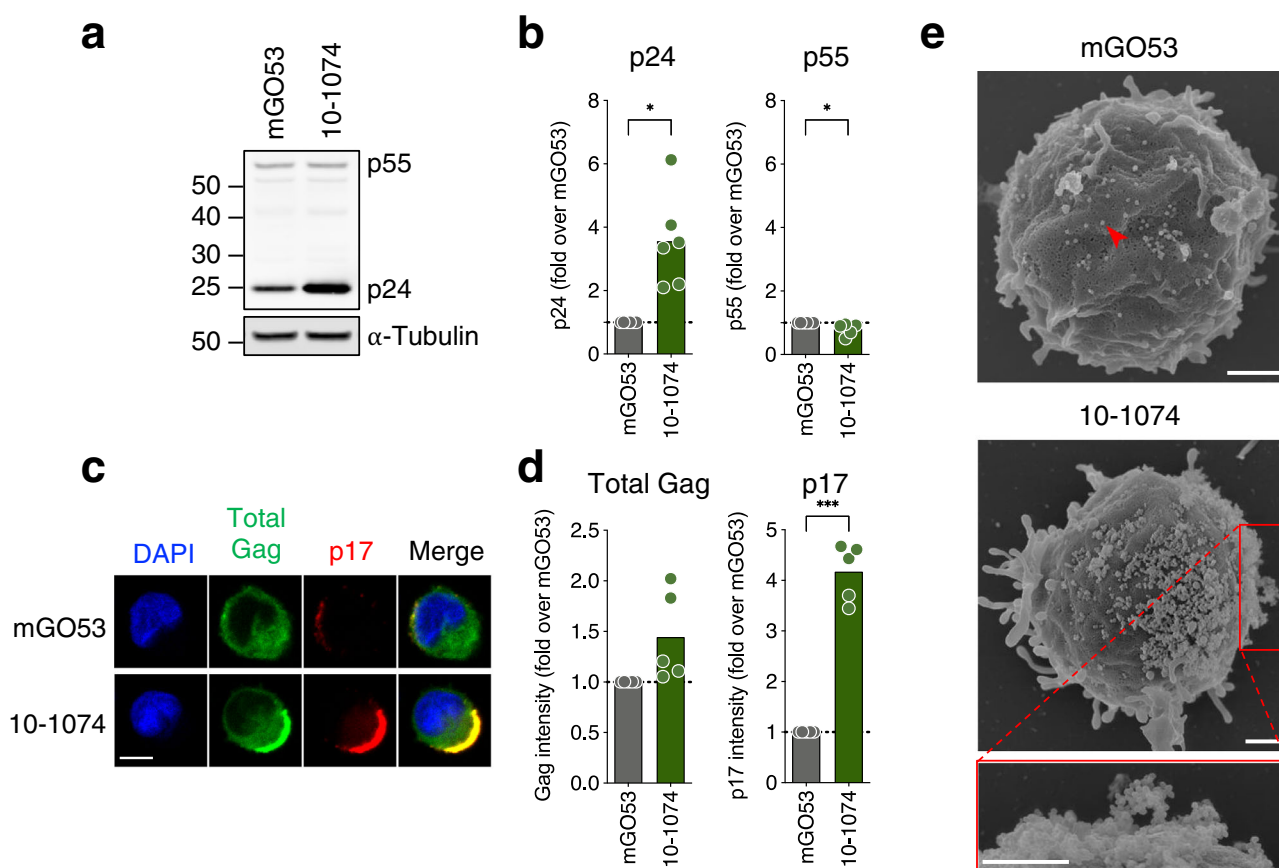 a
mGO53
10-1074
p55
50
40
30
25
p24
50
α-Tubulin
b
p24
p24 (fold over mGO53)
8
6
4
2
0
*
mGO53
10-1074
p55
p55 (fold over mGO53)
8
6
4
2
0
*
mGO53
10-1074
c
DAPI
Total
Gag
p17
Merge
mGO53
10-1074
d
Total Gag
Gag intensity (fold over mGO53)
2.5
2.0
1.5
1.0
0.5
0.0
mGO53
10-1074
p17
p17 intensity (fold over mGO53)
5
4
3
2
1
0
***
mGO53
10-1074
e
mGO53
10-1074